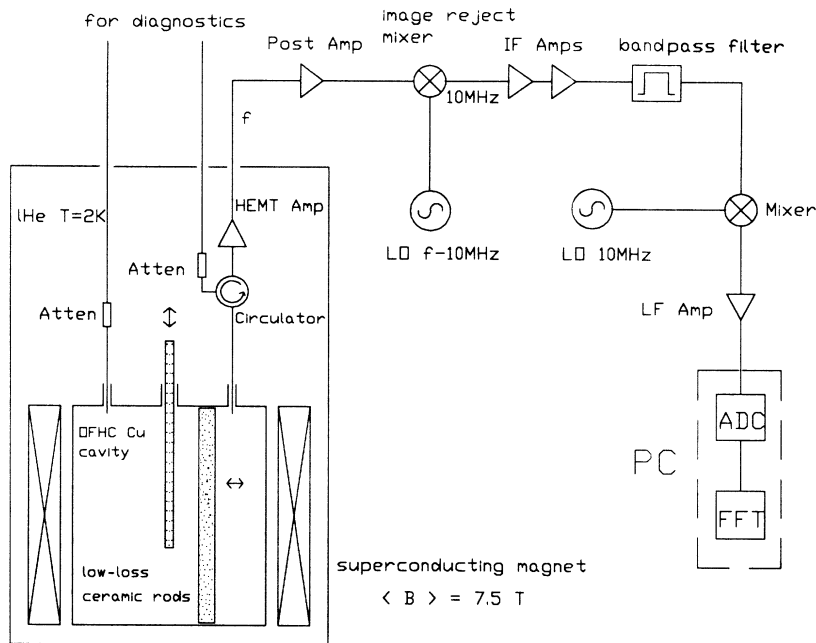 for diagnostics
image reject
mixer
Post Amp
IF Amps
bandpass filter
10MHz
f
lHe T=2K
HEMT Amp
Atten
Atten
Circulator
LO f-10MHz
LO 10MHz
Mixer
LF Amp
OFHC Cu
cavity
PC
ADC
FFT
low-loss
ceramic rods
superconducting magnet
< B > = 7.5 T